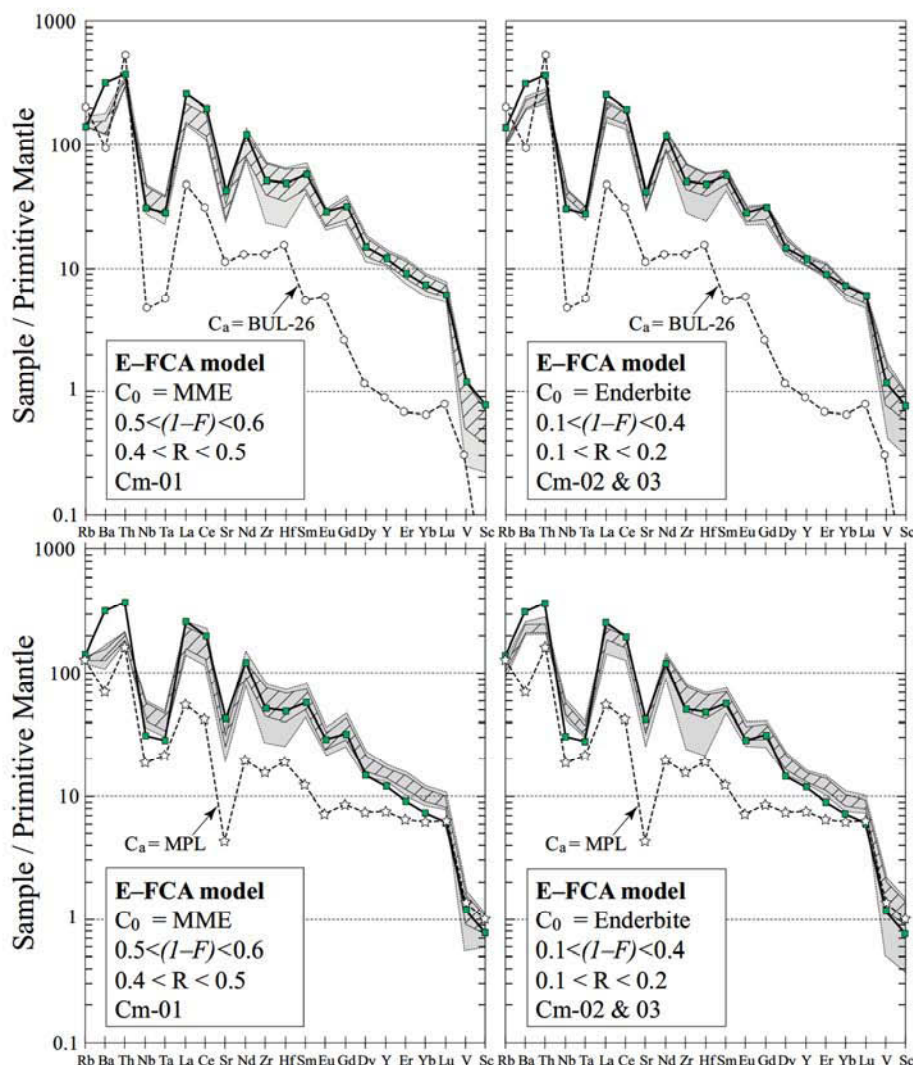 Sample / Primitive Mantle
1000
100
10
1
0.1
Ca = BUL-26
E–FCA model
C0 = MME
0.5<(1–F)<0.6
0.4 < R < 0.5
Cm-01
Rb Ba Th Nb Ta La Ce Sr Nd Zr Hf Sm Eu Gd Dy Y Er Yb Lu V Sc
Ca = BUL-26
E–FCA model
C0 = Enderbite
0.1<(1–F)<0.4
0.1 < R < 0.2
Cm-02 & 03
Rb Ba Th Nb Ta La Ce Sr Nd Zr Hf Sm Eu Gd Dy Y Er Yb Lu V Sc
Sample / Primitive Mantle
1000
100
10
1
0.1
Ca = MPL
E–FCA model
C0 = MME
0.5<(1–F)<0.6
0.4 < R < 0.5
Cm-01
Rb Ba Th Nb Ta La Ce Sr Nd Zr Hf Sm Eu Gd Dy Y Er Yb Lu V Sc
Ca = MPL
E–FCA model
C0 = Enderbite
0.1<(1–F)<0.4
0.1 < R < 0.2
Cm-02 & 03
Rb Ba Th Nb Ta La Ce Sr Nd Zr Hf Sm Eu Gd Dy Y Er Yb Lu V Sc